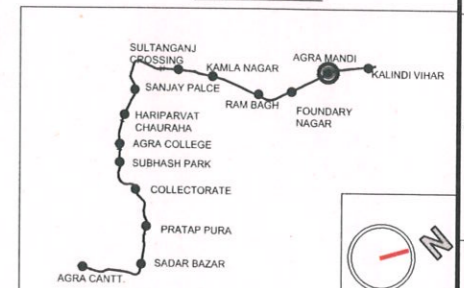 SULTANGANJ
CROSSING
KAMLA NAGAR
AGRA MANDI
KALINDI VIHAR
SANJAY PALCE
RAM BAGH
FOUNDARY
NAGAR
HARIPARVAT
CHAURAHA
AGRA COLLEGE
SUBHASH PARK
COLLECTORATE
PRATAP PURA
SADAR BAZAR
AGRA CANTT.
N